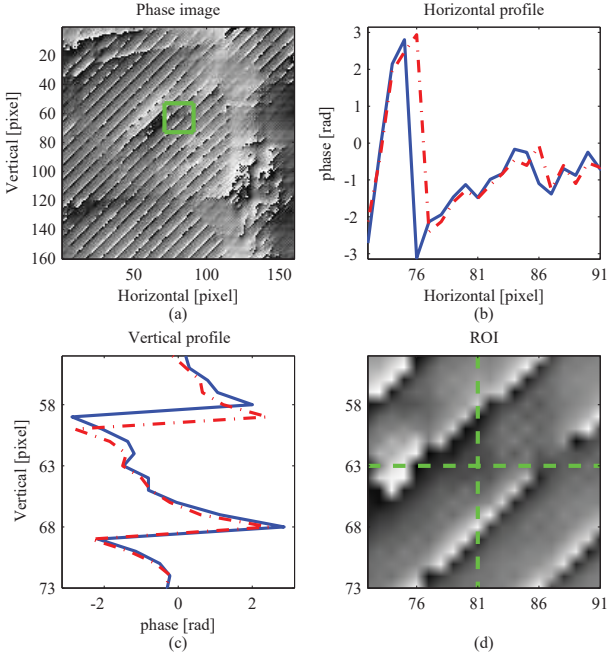 Phase image
20
40
60
80
100
120
140
160
Vertical [pixel]
50 100 150
Horizontal [pixel]
(a)
Horizontal profile
3
2
1
0
-1
-2
-3
phase [rad]
76 81 86 91
Horizontal [pixel]
(b)
Vertical profile
58
63
68
73
Vertical [pixel]
-2 0 2
phase [rad]
(c)
ROI
58
63
68
73
76 81 86 91
(d)